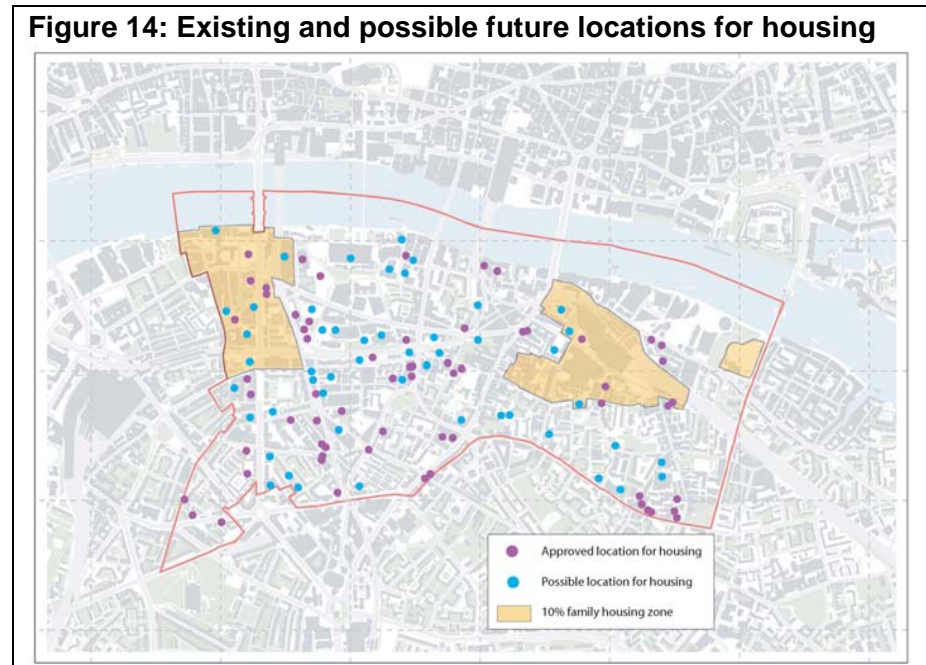 Figure 14: Existing and possible future locations for housing
Approved location for housing
Possible location for housing
10% family housing zone